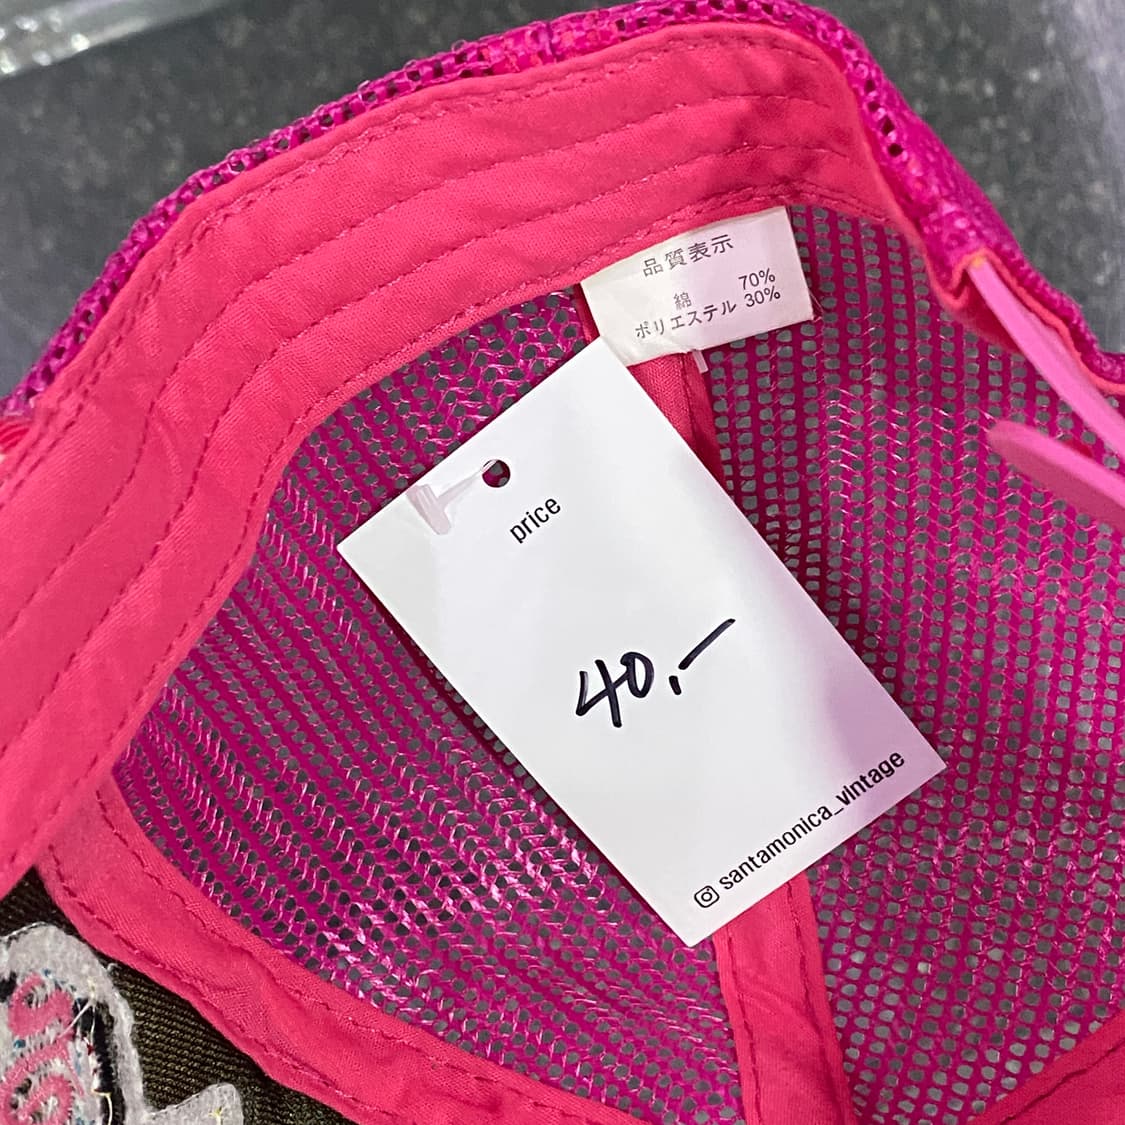 品質表示
綿 70%
ポリエステル 30%
price
40,-
santamonica_vintage